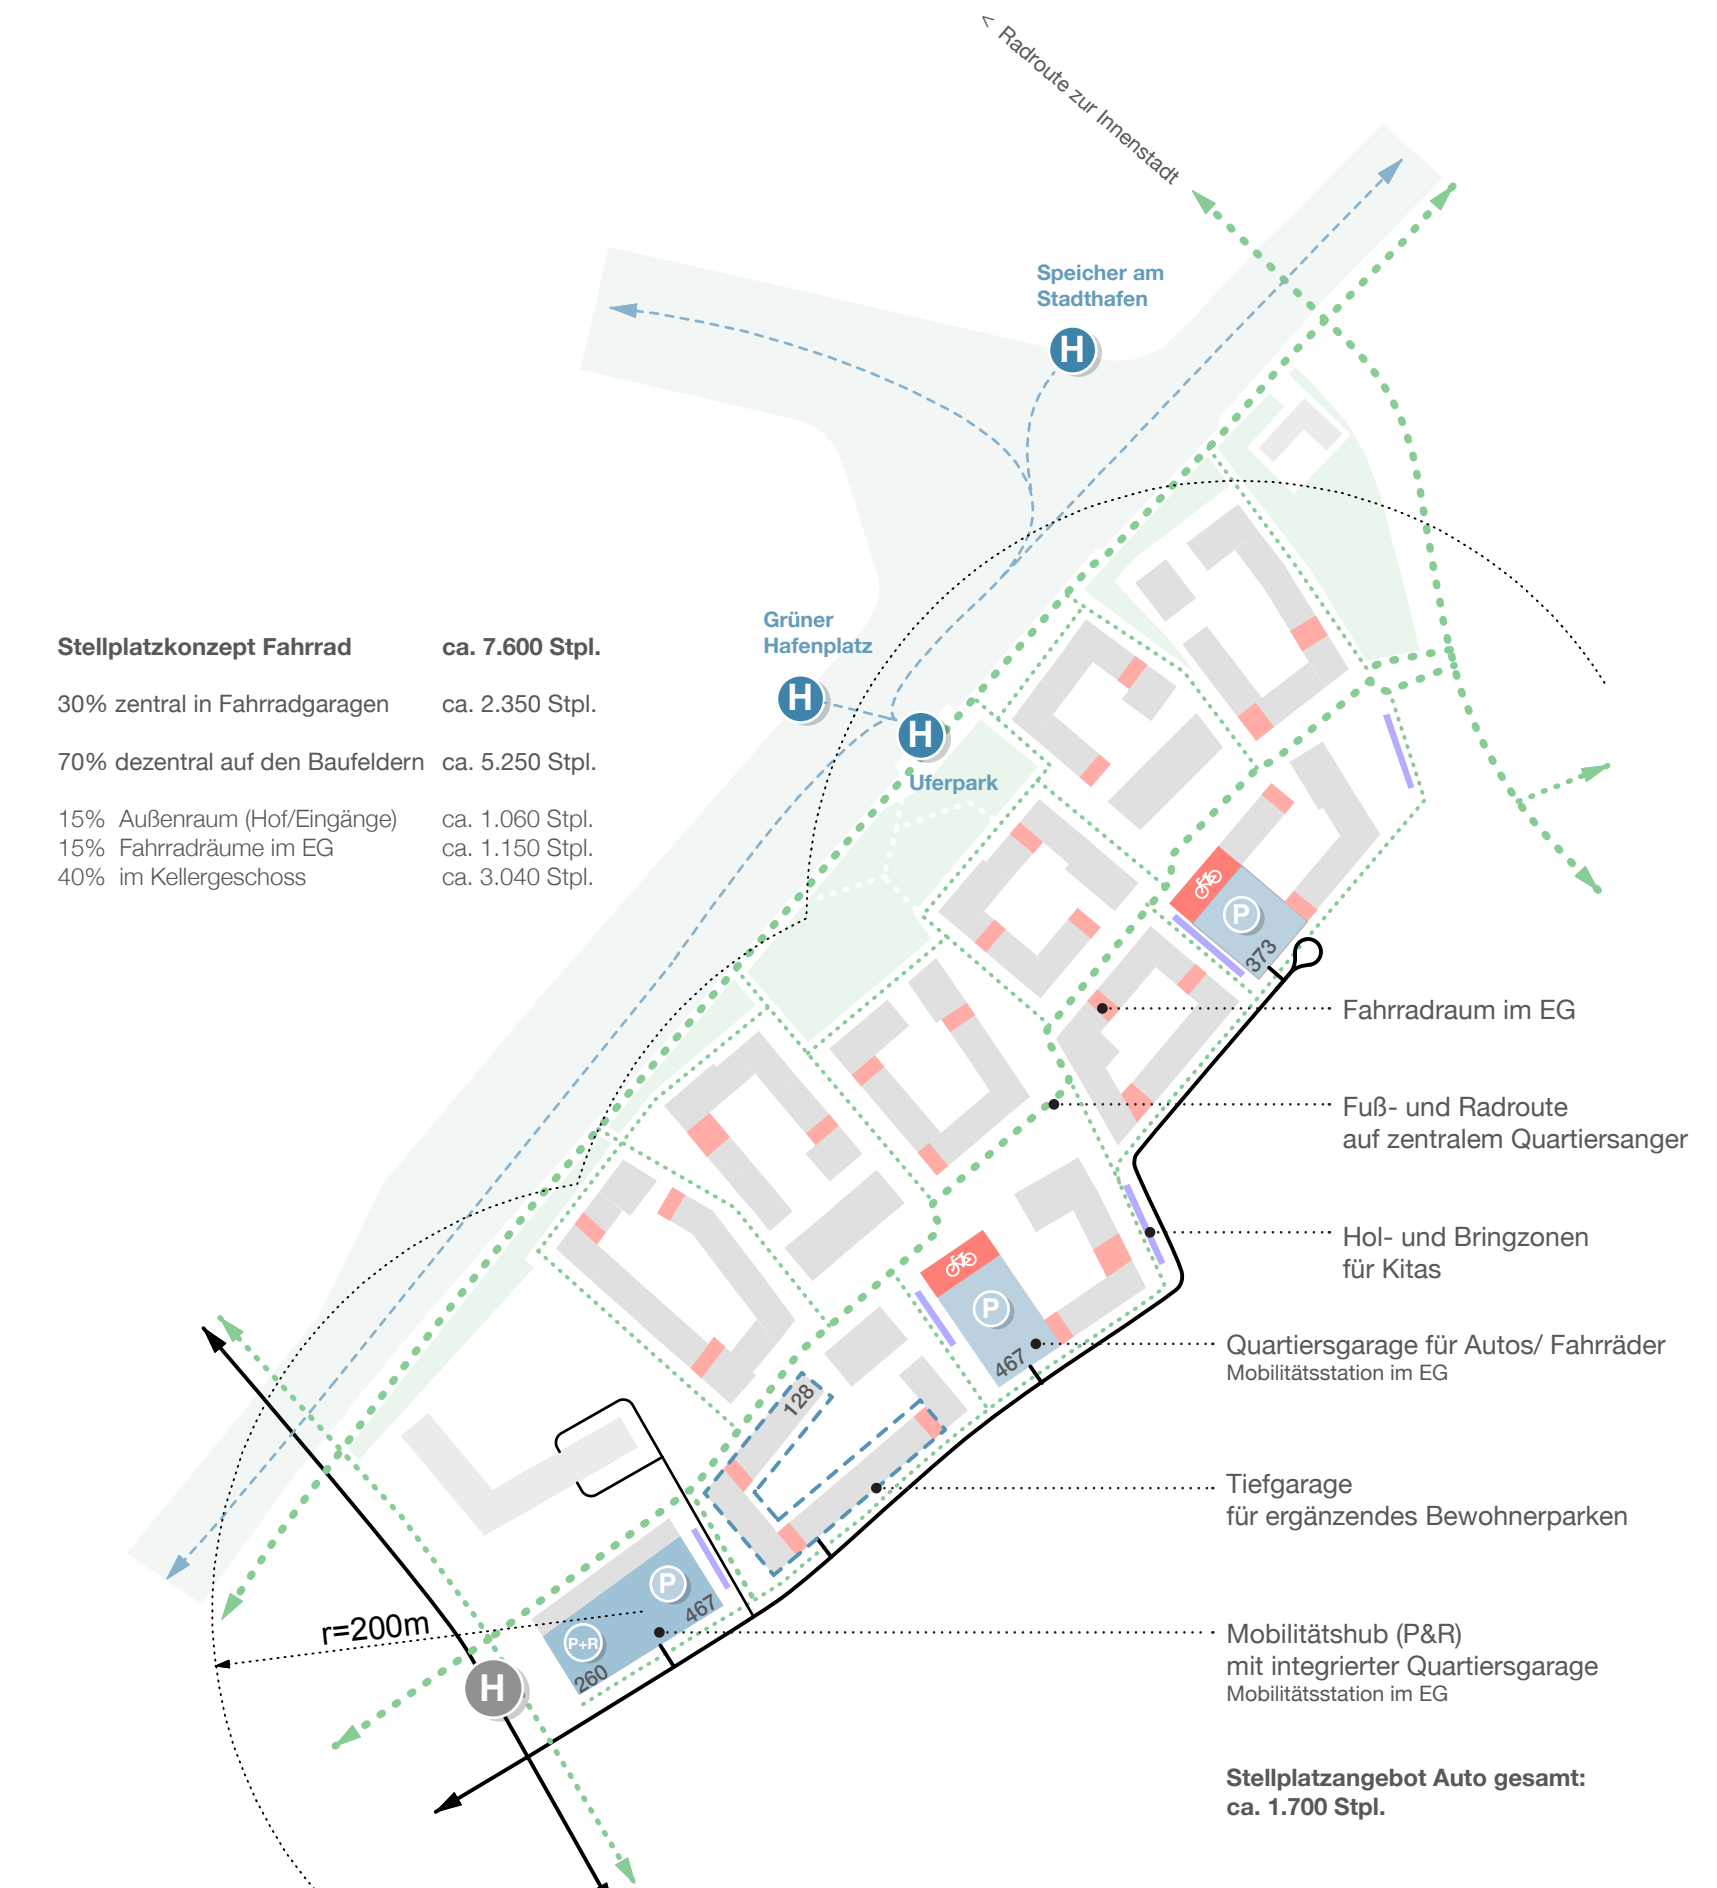 < Radroute zur Innenstadt
Speicher am
Stadthafen
H
Grüner
Hafenplatz
H
H
Uferpark
Stellplatzkonzept Fahrrad ca. 7.600 Stpl.
30% zentral in Fahrradgaragen ca. 2.350 Stpl.
70% dezentral auf den Baufeldern ca. 5.250 Stpl.
15% Außenraum (Hof/Eingänge) ca. 1.060 Stpl.
15% Fahrradräume im EG ca. 1.150 Stpl.
40% im Kellergeschoss ca. 3.040 Stpl.
P
373
Fahrradraum im EG
Fuß- und Radroute
auf zentralem Quartiersanger
Hol- und Bringzonen
für Kitas
P
467
Quartiersgarage für Autos/ Fahrräder
Mobilitätsstation im EG
128
Tiefgarage
für ergänzendes Bewohnerparken
P
467
P+R
260
r=200m
H
Mobilitätshub (P&R)
mit integrierter Quartiersgarage
Mobilitätsstation im EG
Stellplatzangebot Auto gesamt:
ca. 1.700 Stpl.